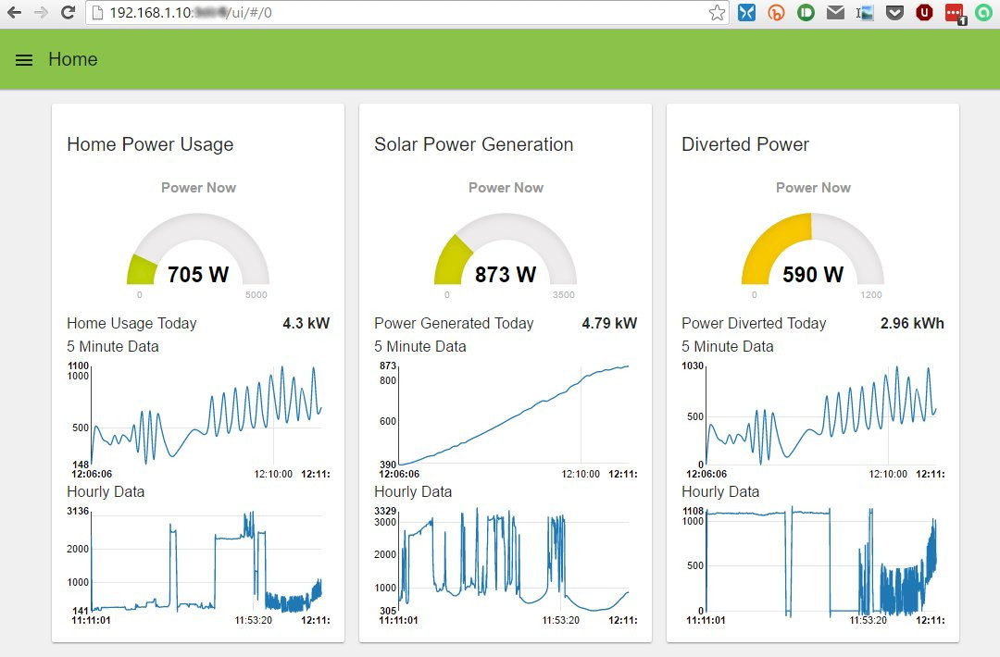 192.168.1.10: /ui/#/0
1
Home
Home Power Usage
Power Now
705 W
0 5000
Home Usage Today 4.3 kW
5 Minute Data
1100
1000
500
148
12:06:06 12:10:00 12:11:
Hourly Data
3136
2000
1000
141
11:11:01 11:53:20 12:11:
Solar Power Generation
Power Now
873 W
0 3500
Power Generated Today 4.79 kW
5 Minute Data
873
800
600
390
12:06:06 12:10:00 12:11:
Hourly Data
3329
3000
2000
1000
305
11:11:01 11:53:20 12:11:
Diverted Power
Power Now
590 W
0 1200
Power Diverted Today 2.96 kWh
5 Minute Data
1030
500
0
12:06:06 12:10:00 12:11:
Hourly Data
1108
1000
500
0
11:11:01 11:53:20 12:11: